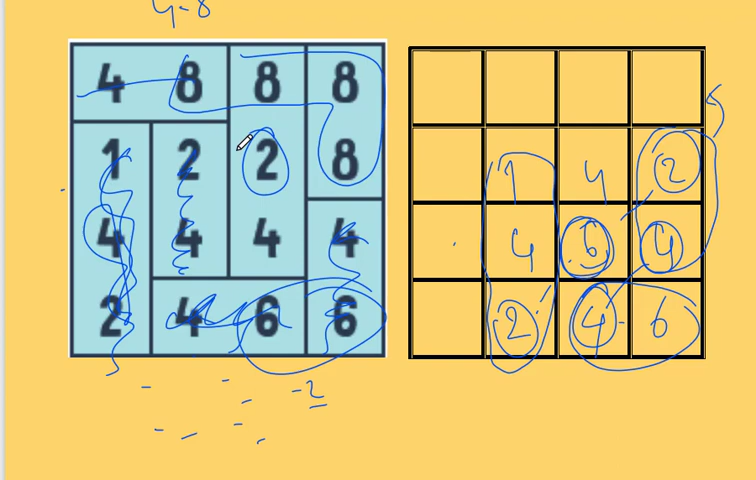 4-8
4 8 8 8
1 2 2 8 1 4 2
4 4 4 4 4 6 4
2 4 6 6 2 4 - 6
-2